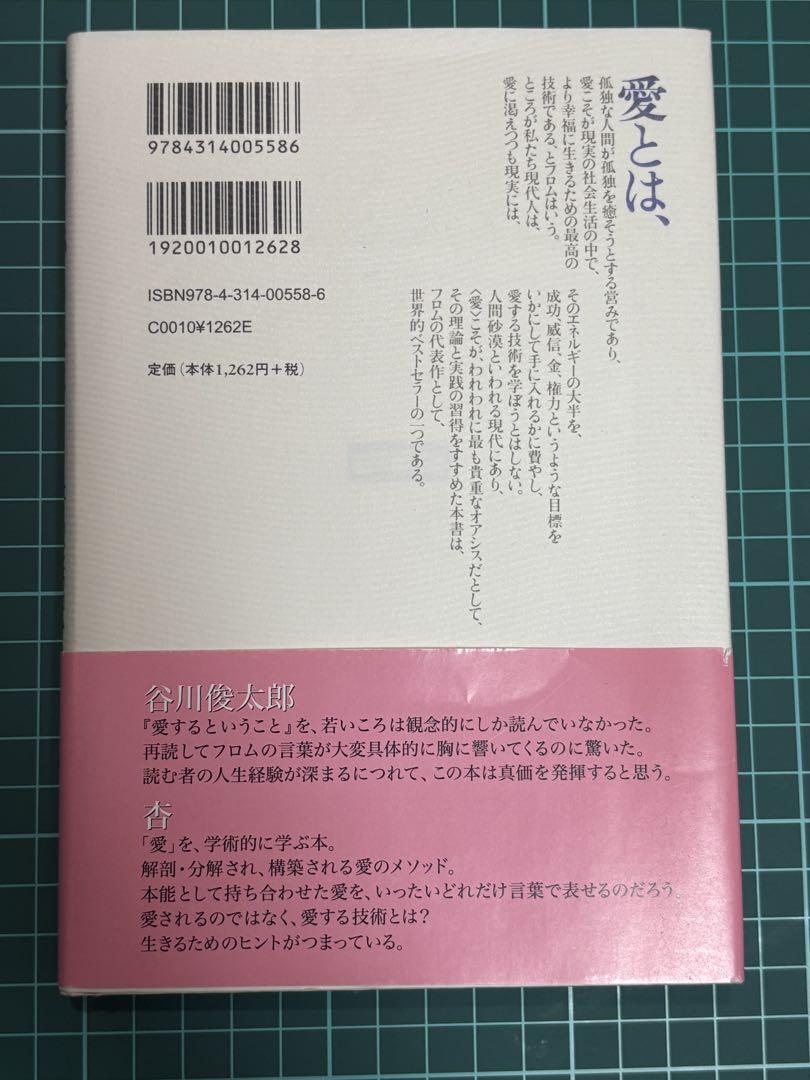 愛とは、
孤独な人間が孤独を癒そうとする営みであり、
愛こそが現実の社会生活の中で、
より幸福に生きるための最高の
技術である、とフロムはいう。
ところが私たち現代人は、
愛に渇えつつも現実には、
そのエネルギーの大半を、
成功、威信、金、権力というような目標を
いかにして手に入れるかに費やし、
愛する技術を学ぼうとはしない。
人間砂漠といわれる現代にあり、
〈愛〉こそが、われわれに最も貴重なオアシスだとして、
その理論と実践の習得をすすめた本書は、
フロムの代表作として、
世界的ベストセラーの一つである。
9784314005586
1920010012628
ISBN978-4-314-00558-6
C0010¥1262E
定価(本体1,262円+税)
谷川俊太郎
『愛するということ』を、若いころは観念的にしか読んでいなかった。
再読してフロムの言葉が大変具体的に胸に響いてくるのに驚いた。
読む者の人生経験が深まるにつれて、この本は真価を発揮すると思う。
杏
「愛」を、学術的に学ぶ本。
解剖・分解され、構築される愛のメソッド。
本能として持ち合わせた愛を、いったいどれだけ言葉で表せるのだろう。
愛されるのではなく、愛する技術とは?
生きるためのヒントがつまっている。